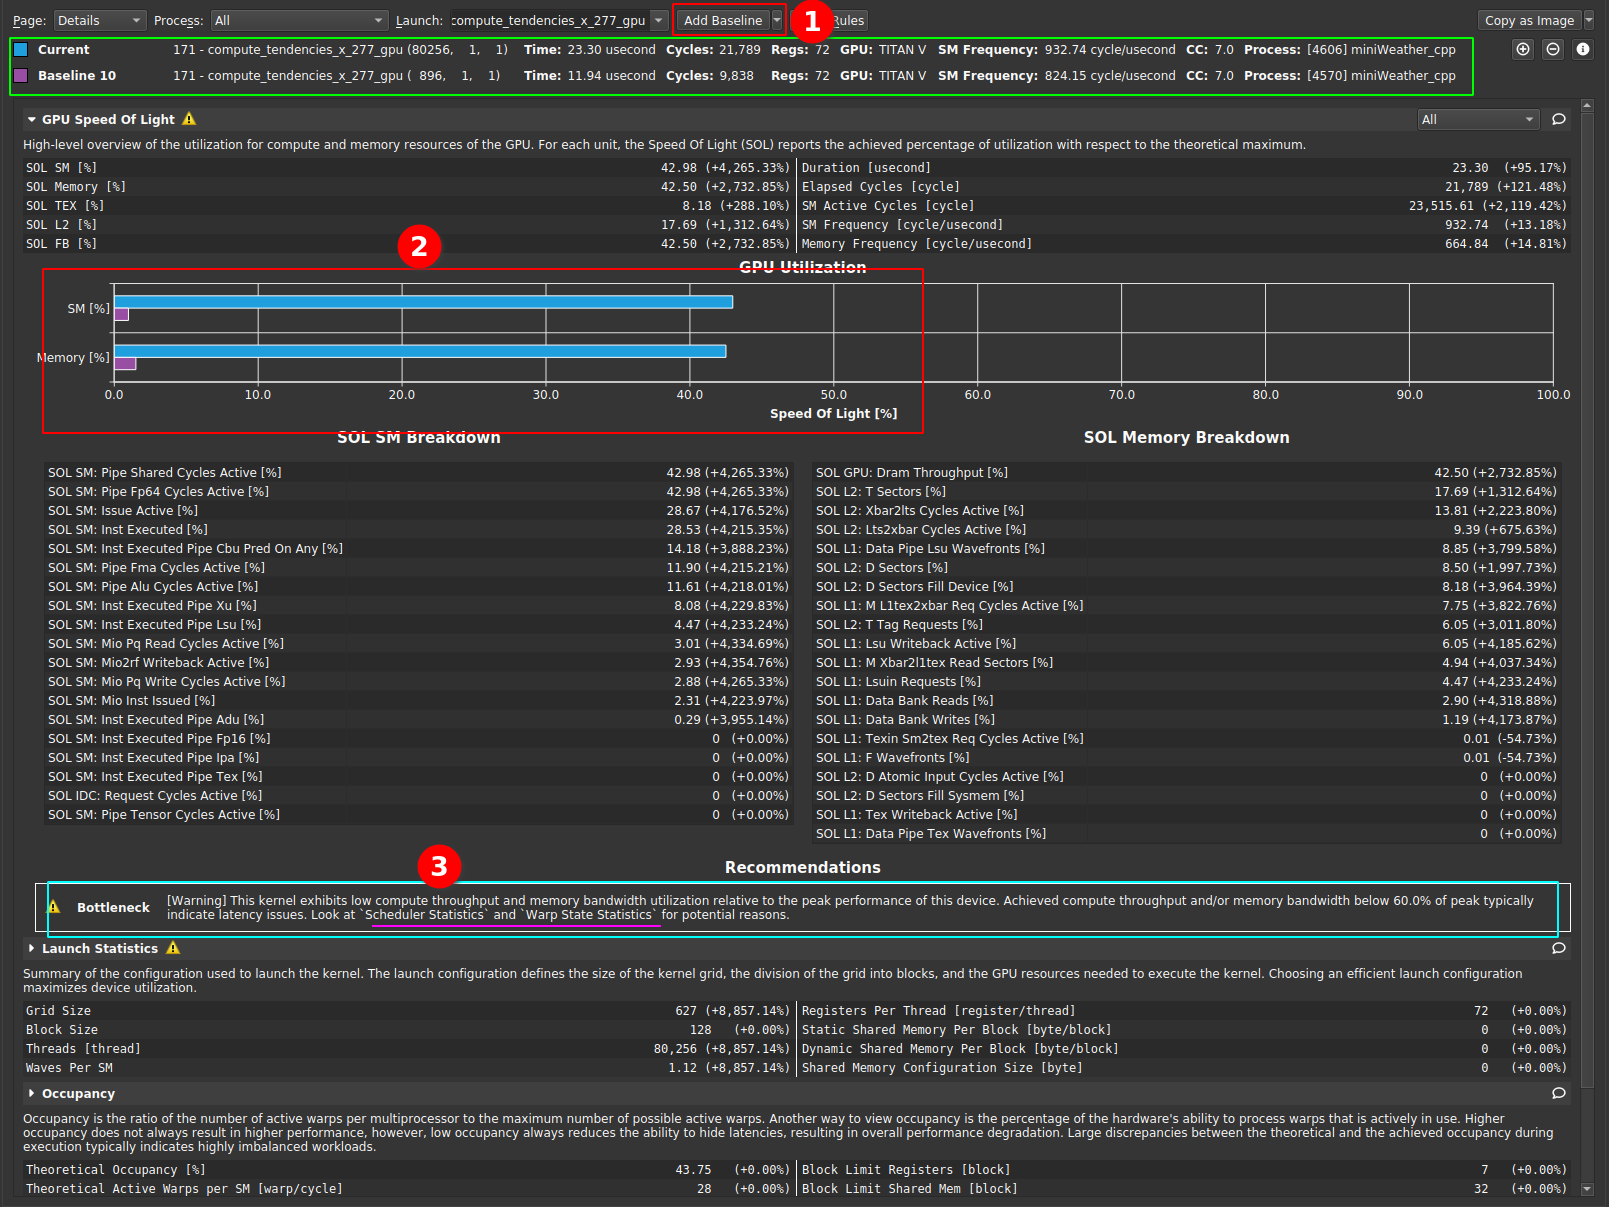 Page: Details Process: All Launch: compute_tendencies_x_277_gpu Add Baseline 1 Rules Copy as Image
Current 171 - compute_tendencies_x_277_gpu (80256, 1, 1) Time: 23.30 usecond Cycles: 21,789 Regs: 72 GPU: TITAN V SM Frequency: 932.74 cycle/usecond CC: 7.0 Process: [4606] miniWeather_cpp
Baseline 10 171 - compute_tendencies_x_277_gpu ( 896, 1, 1) Time: 11.94 usecond Cycles: 9,838 Regs: 72 GPU: TITAN V SM Frequency: 824.15 cycle/usecond CC: 7.0 Process: [4570] miniWeather_cpp
GPU Speed Of Light All
High-level overview of the utilization for compute and memory resources of the GPU. For each unit, the Speed Of Light (SOL) reports the achieved percentage of utilization with respect to the theoretical maximum.
SOL SM [%] 42.98 (+4,265.33%) Duration [usecond] 23.30 (+95.17%)
SOL Memory [%] 42.50 (+2,732.85%) Elapsed Cycles [cycle] 21,789 (+121.48%)
SOL TEX [%] 8.18 (+288.10%) SM Active Cycles [cycle] 23,515.61 (+2,119.42%)
SOL L2 [%] 17.69 (+1,312.64%) SM Frequency [cycle/usecond] 932.74 (+13.18%)
SOL FB [%] 42.50 (+2,732.85%) Memory Frequency [cycle/usecond] 664.84 (+14.81%)
2
GPU Utilization
SM [%]
Memory [%]
0.0 10.0 20.0 30.0 40.0 50.0 60.0 70.0 80.0 90.0 100.0
Speed Of Light [%]
SOL SM Breakdown
SOL SM: Pipe Shared Cycles Active [%] 42.98 (+4,265.33%)
SOL SM: Pipe Fp64 Cycles Active [%] 42.98 (+4,265.33%)
SOL SM: Issue Active [%] 28.67 (+4,176.52%)
SOL SM: Inst Executed [%] 28.53 (+4,215.35%)
SOL SM: Inst Executed Pipe Cbu Pred On Any [%] 14.18 (+3,888.23%)
SOL SM: Pipe Fma Cycles Active [%] 11.90 (+4,215.21%)
SOL SM: Pipe Alu Cycles Active [%] 11.61 (+4,218.01%)
SOL SM: Inst Executed Pipe Xu [%] 8.08 (+4,229.83%)
SOL SM: Inst Executed Pipe Lsu [%] 4.47 (+4,233.24%)
SOL SM: Mio Pq Read Cycles Active [%] 3.01 (+4,334.69%)
SOL SM: Mio2rf Writeback Active [%] 2.93 (+4,354.76%)
SOL SM: Mio Pq Write Cycles Active [%] 2.88 (+4,265.33%)
SOL SM: Mio Inst Issued [%] 2.31 (+4,223.97%)
SOL SM: Inst Executed Pipe Adu [%] 0.29 (+3,955.14%)
SOL SM: Inst Executed Pipe Fp16 [%] 0 (+0.00%)
SOL SM: Inst Executed Pipe Ipa [%] 0 (+0.00%)
SOL SM: Inst Executed Pipe Tex [%] 0 (+0.00%)
SOL IDC: Request Cycles Active [%] 0 (+0.00%)
SOL SM: Pipe Tensor Cycles Active [%] 0 (+0.00%)
SOL Memory Breakdown
SOL GPU: Dram Throughput [%] 42.50 (+2,732.85%)
SOL L2: T Sectors [%] 17.69 (+1,312.64%)
SOL L2: Xbar2lts Cycles Active [%] 13.81 (+2,223.80%)
SOL L2: Lts2xbar Cycles Active [%] 9.39 (+675.63%)
SOL L1: Data Pipe Lsu Wavefronts [%] 8.85 (+3,799.58%)
SOL L2: D Sectors [%] 8.50 (+1,997.73%)
SOL L2: D Sectors Fill Device [%] 8.18 (+3,964.39%)
SOL L1: M L1tex2xbar Req Cycles Active [%] 7.75 (+3,822.76%)
SOL L2: T Tag Requests [%] 6.05 (+3,011.80%)
SOL L1: Lsu Writeback Active [%] 6.05 (+4,185.62%)
SOL L1: M Xbar2l1tex Read Sectors [%] 4.94 (+4,037.34%)
SOL L1: Lsuin Requests [%] 4.47 (+4,233.24%)
SOL L1: Data Bank Reads [%] 2.90 (+4,318.88%)
SOL L1: Data Bank Writes [%] 1.19 (+4,173.87%)
SOL L1: Texin Sm2tex Req Cycles Active [%] 0.01 (-54.73%)
SOL L1: F Wavefronts [%] 0.01 (-54.73%)
SOL L2: D Atomic Input Cycles Active [%] 0 (+0.00%)
SOL L2: D Sectors Fill Sysmem [%] 0 (+0.00%)
SOL L1: Tex Writeback Active [%] 0 (+0.00%)
SOL L1: Data Pipe Tex Wavefronts [%] 0 (+0.00%)
3
Recommendations
Bottleneck [Warning] This kernel exhibits low compute throughput and memory bandwidth utilization relative to the peak performance of this device. Achieved compute throughput and/or memory bandwidth below 60.0% of peak typically
indicate latency issues. Look at `Scheduler Statistics` and `Warp State Statistics` for potential reasons.
Launch Statistics
Summary of the configuration used to launch the kernel. The launch configuration defines the size of the kernel grid, the division of the grid into blocks, and the GPU resources needed to execute the kernel. Choosing an efficient launch configuration
maximizes device utilization.
Grid Size 627 (+8,857.14%) Registers Per Thread [register/thread] 72 (+0.00%)
Block Size 128 (+0.00%) Static Shared Memory Per Block [byte/block] 0 (+0.00%)
Threads [thread] 80,256 (+8,857.14%) Dynamic Shared Memory Per Block [byte/block] 0 (+0.00%)
Waves Per SM 1.12 (+8,857.14%) Shared Memory Configuration Size [byte] 0 (+0.00%)
Occupancy
Occupancy is the ratio of the number of active warps per multiprocessor to the maximum number of possible active warps. Another way to view occupancy is the percentage of the hardware's ability to process warps that is actively in use. Higher
occupancy does not always result in higher performance, however, low occupancy always reduces the ability to hide latencies, resulting in overall performance degradation. Large discrepancies between the theoretical and the achieved occupancy during
execution typically indicates highly imbalanced workloads.
Theoretical Occupancy [%] 43.75 (+0.00%) Block Limit Registers [block] 7 (+0.00%)
Theoretical Active Warps per SM [warp/cycle] 28 (+0.00%) Block Limit Shared Mem [block] 32 (+0.00%)